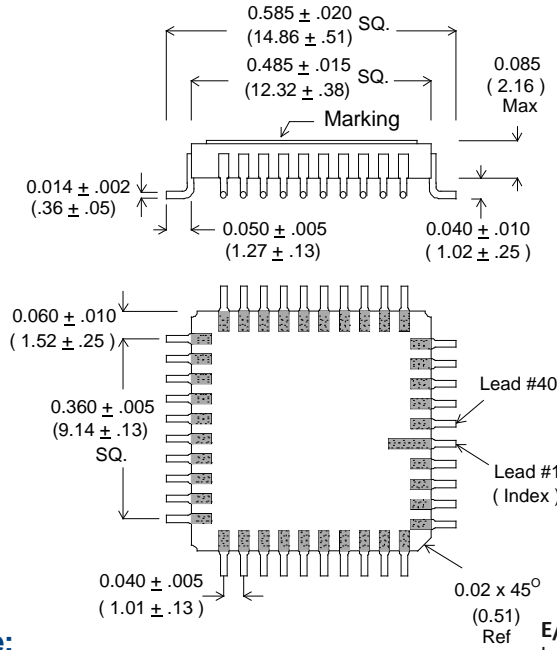 0.585 ± .020 SQ.
(14.86 ± .51)
0.485 ± .015 SQ.
(12.32 ± .38)
0.085
( 2.16 )
Max
Marking
0.014 ± .002
(.36 ± .05)
0.050 ± .005
(1.27 ± .13)
0.040 ± .010
( 1.02 ± .25 )
0.060 ± .010
( 1.52 ± .25 )
0.360 ± .005
(9.14 ± .13)
SQ.
Lead #40
Lead #1
( Index )
0.040 ± .005
( 1.01 ± .13 )
0.02 x 45O
(0.51)
Ref